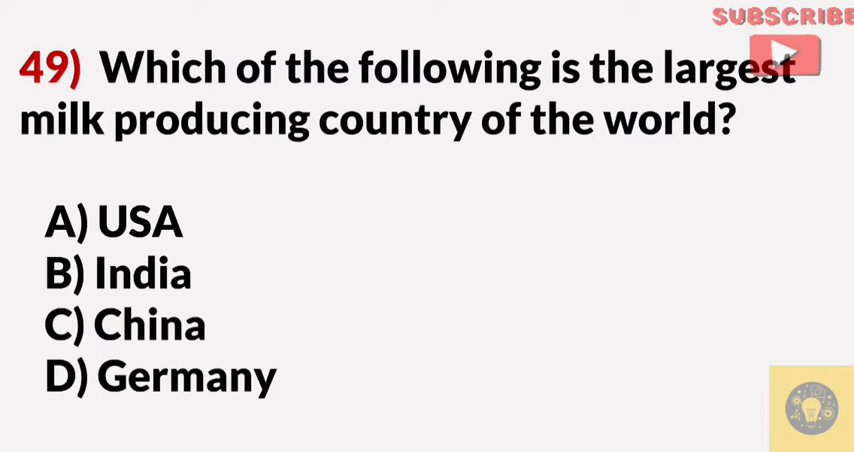 SUBSCRIBE
49) Which of the following is the largest
milk producing country of the world?
A) USA
B) India
C) China
D) Germany